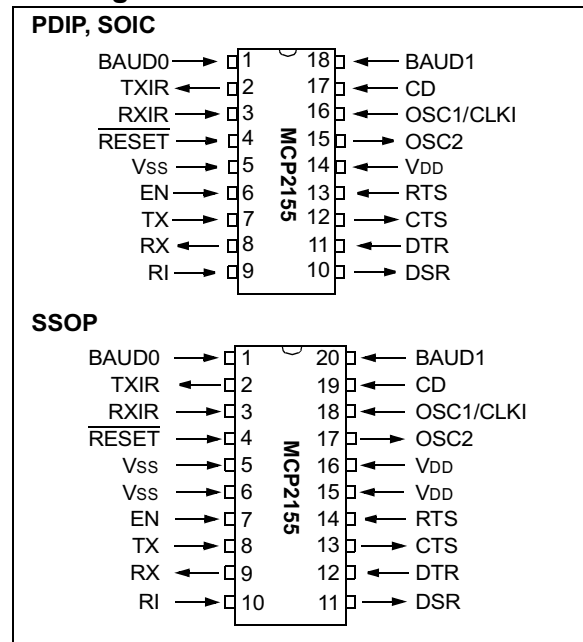 PDIP, SOIC
BAUD0 1 18 BAUD1
TXIR 2 17 CD
RXIR 3 16 OSC1/CLKI
RESET 4 15 OSC2
VSS 5 14 VDD
EN 6 13 RTS
TX 7 12 CTS
RX 8 11 DTR
RI 9 10 DSR
MCP2155
SSOP
BAUD0 1 20 BAUD1
TXIR 2 19 CD
RXIR 3 18 OSC1/CLKI
RESET 4 17 OSC2
VSS 5 16 VDD
VSS 6 15 VDD
EN 7 14 RTS
TX 8 13 CTS
RX 9 12 DTR
RI 10 11 DSR
MCP2155